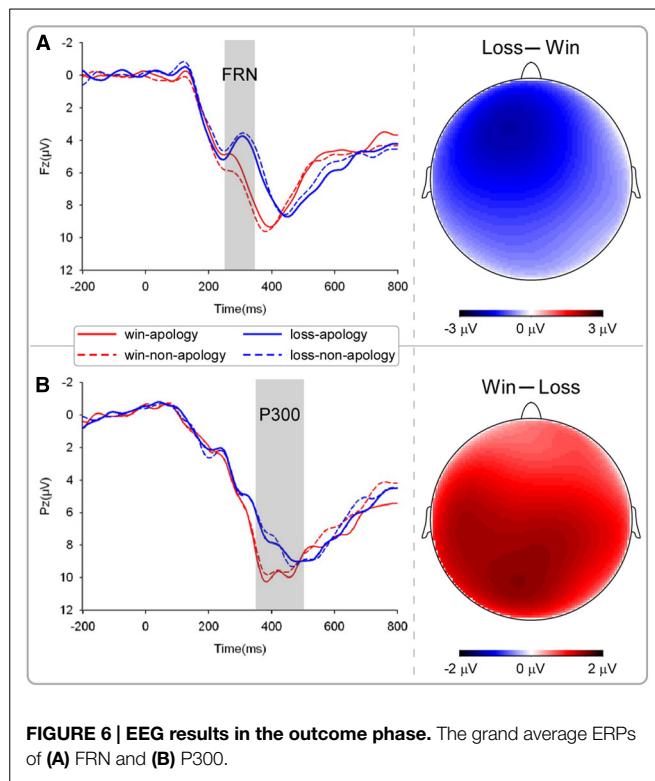 A
-2
0
2
4
6
8
10
12
Fz(μV)
FRN
-200 0 200 400 600 800
Time(ms)
Loss—Win
-3 μV 0 μV 3 μV
win-apology loss-apology
win-non-apology loss-non-apology
B
-2
0
2
4
6
8
10
12
Pz(μV)
P300
-200 0 200 400 600 800
Time(ms)
Win—Loss
-2 μV 0 μV 2 μV
FIGURE 6 | EEG results in the outcome phase. The grand average ERPs
of (A) FRN and (B) P300.